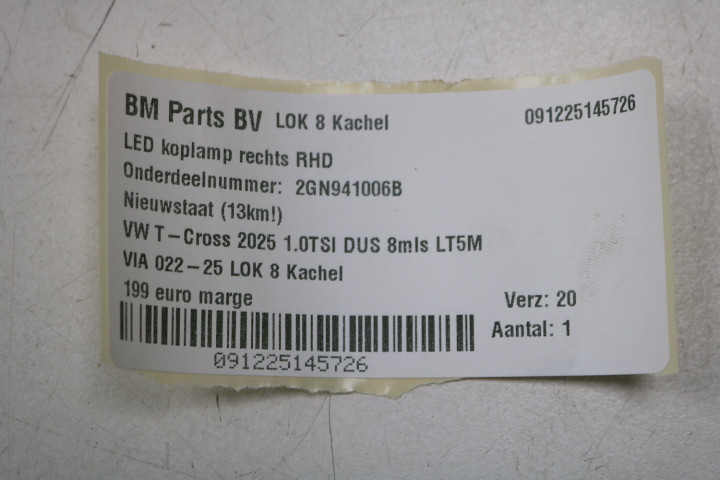 BM Parts BV LOK 8 Kachel 091225145726
LED koplamp rechts RHD
Onderdeelnummer: 2GN941006B
Nieuwstaat (13km!)
VW T-Cross 2025 1.0TSI DUS 8mls LT5M
VIA 022-25 LOK 8 Kachel
199 euro marge Verz: 20
Aantal: 1
091225145726